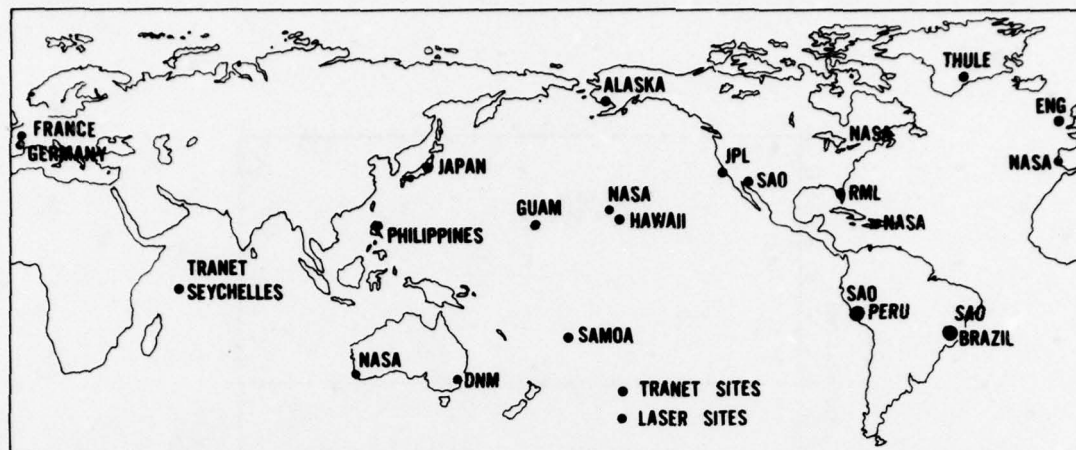 THULE
ALASKA
ENG
FRANCE
GERMANY
NASA
JPL
NASA
JAPAN
SAO
NASA
RML
GUAM
HAWAII
NASA
PHILIPPINES
TRANET
SEYCHELLES
SAO
PERU
SAO
BRAZIL
SAMOA
NASA
DNM
TRANET SITES
LASER SITES